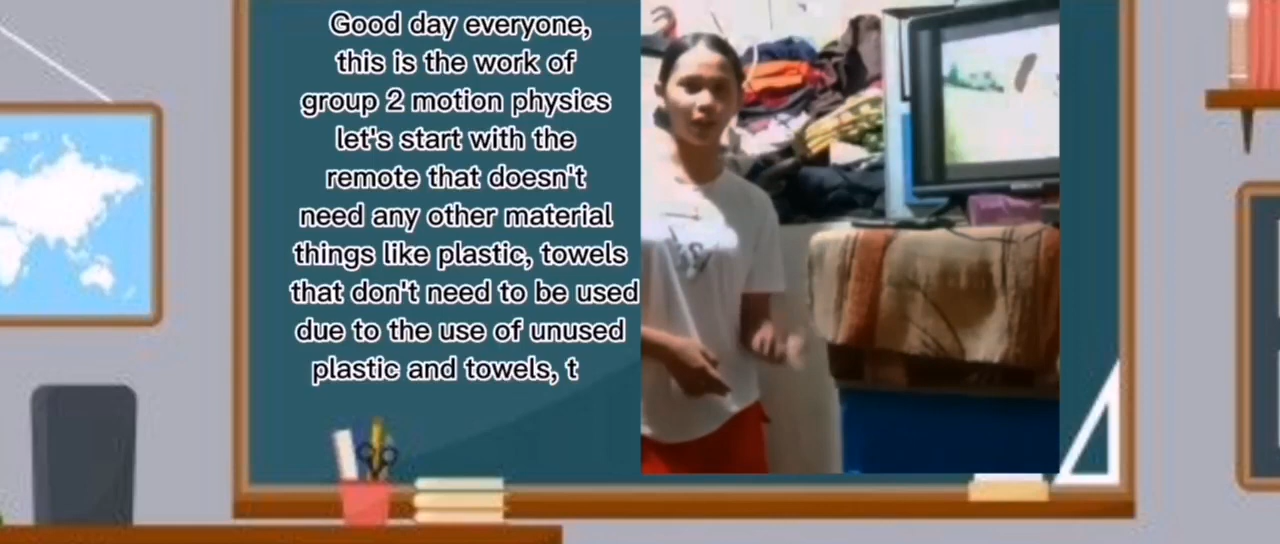 Good day everyone,
this is the work of
group 2 motion physics
let's start with the
remote that doesn't
need any other material
things like plastic, towels
that don't need to be used
due to the use of unused
plastic and towels, t